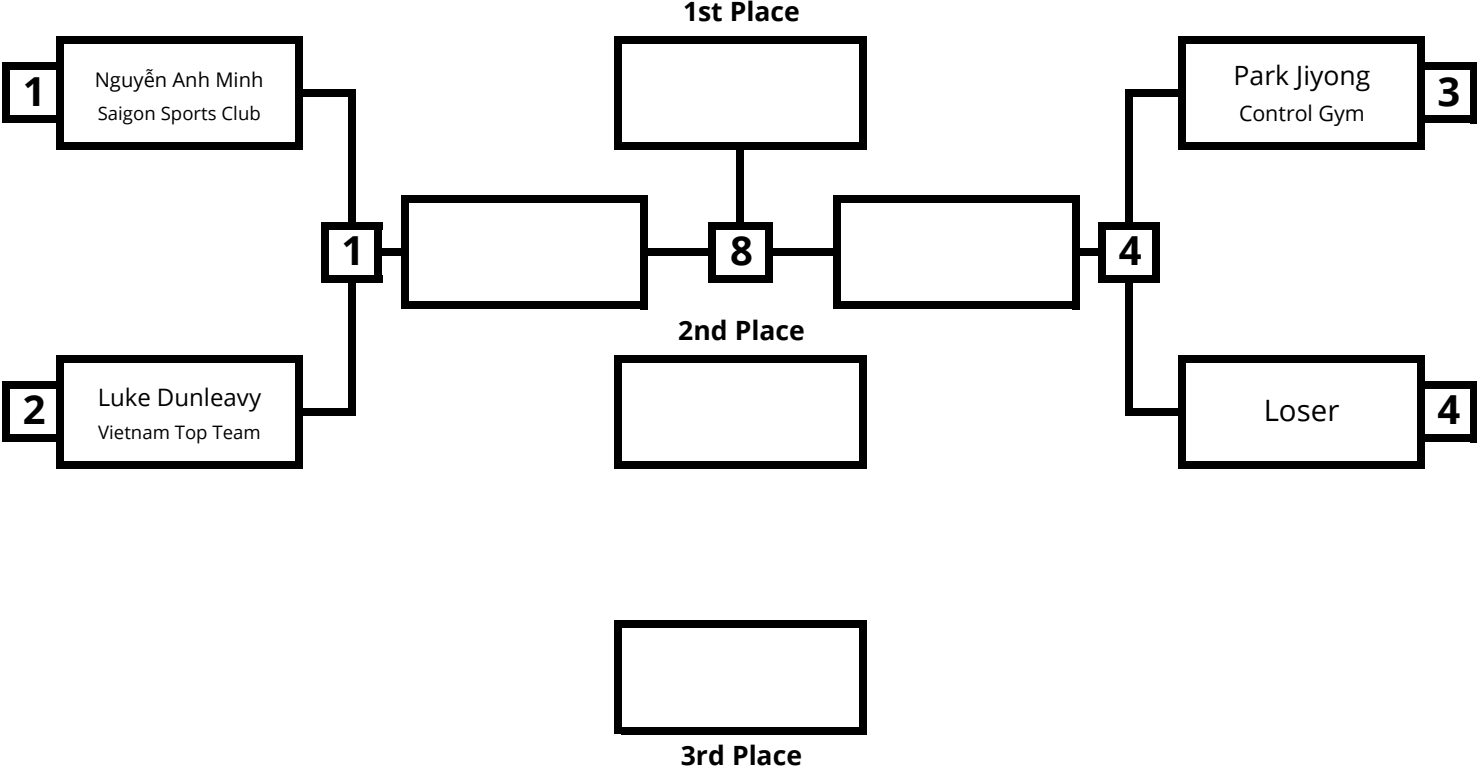 1st Place
1
Nguyễn Anh Minh
Saigon Sports Club
Park Jiyong
Control Gym
3
1
8
4
2nd Place
2
Luke Dunleavy
Vietnam Top Team
Loser
4
3rd Place